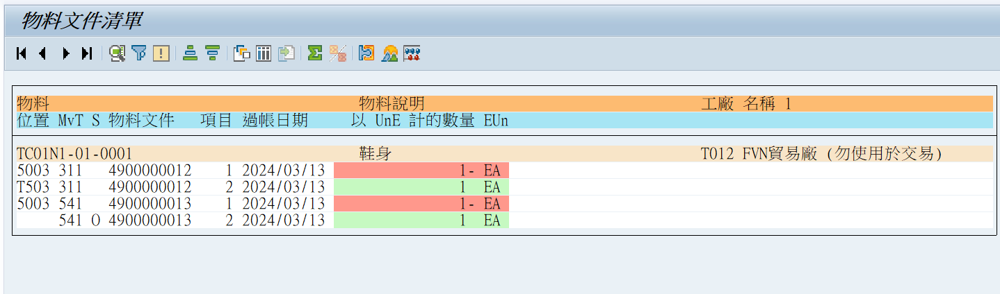 物料文件清單
物料 物料說明 工廠 名稱 1
位置 MvT S 物料文件 項目 過帳日期 以 UnE 計的數量 EUn
TC01N1-01-0001 鞋身 T012 FVN貿易廠 (勿使用於交易)
5003 311 4900000012 1 2024/03/13 1- EA
T503 311 4900000012 2 2024/03/13 1 EA
5003 541 4900000013 1 2024/03/13 1- EA
541 O 4900000013 2 2024/03/13 1 EA